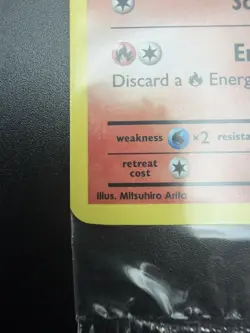 Discard a Energ
weakness ×2 resista
retreat
cost
Illus. Mitsuhiro Arita